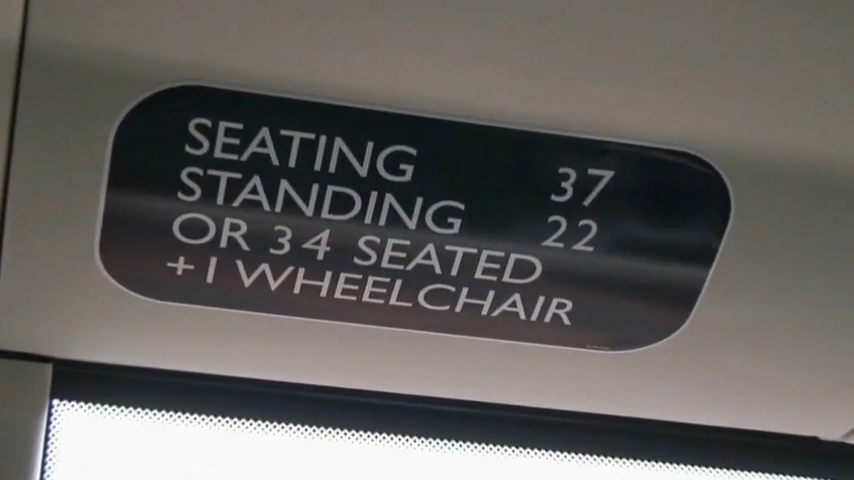 SEATING 37
STANDING 22
OR 34 SEATED
+1 WHEELCHAIR